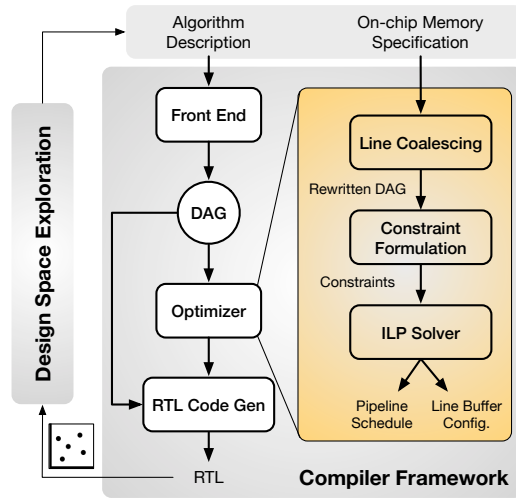 Algorithm
Description
On-chip Memory
Specification
Front End
DAG
Optimizer
RTL Code Gen
RTL
Line Coalescing
Rewritten DAG
Constraint
Formulation
Constraints
ILP Solver
Pipeline
Schedule
Line Buffer
Config.
Compiler Framework
Design Space Exploration